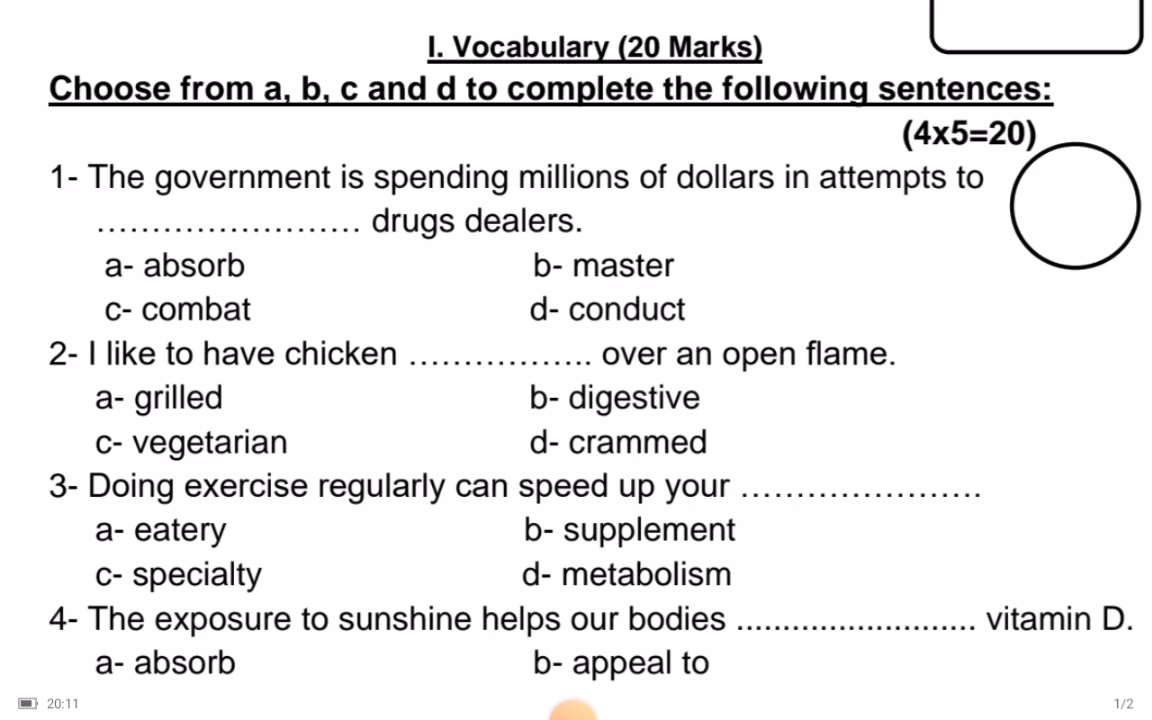 I. Vocabulary (20 Marks)
Choose from a, b, c and d to complete the following sentences:
(4x5=20)
1- The government is spending millions of dollars in attempts to
........................ drugs dealers.
a- absorb b- master
c- combat d- conduct
2- I like to have chicken ................. over an open flame.
a- grilled b- digestive
c- vegetarian d- crammed
3- Doing exercise regularly can speed up your ......................
a- eatery b- supplement
c- specialty d- metabolism
4- The exposure to sunshine helps our bodies .......................... vitamin D.
a- absorb b- appeal to
20:11 1/2